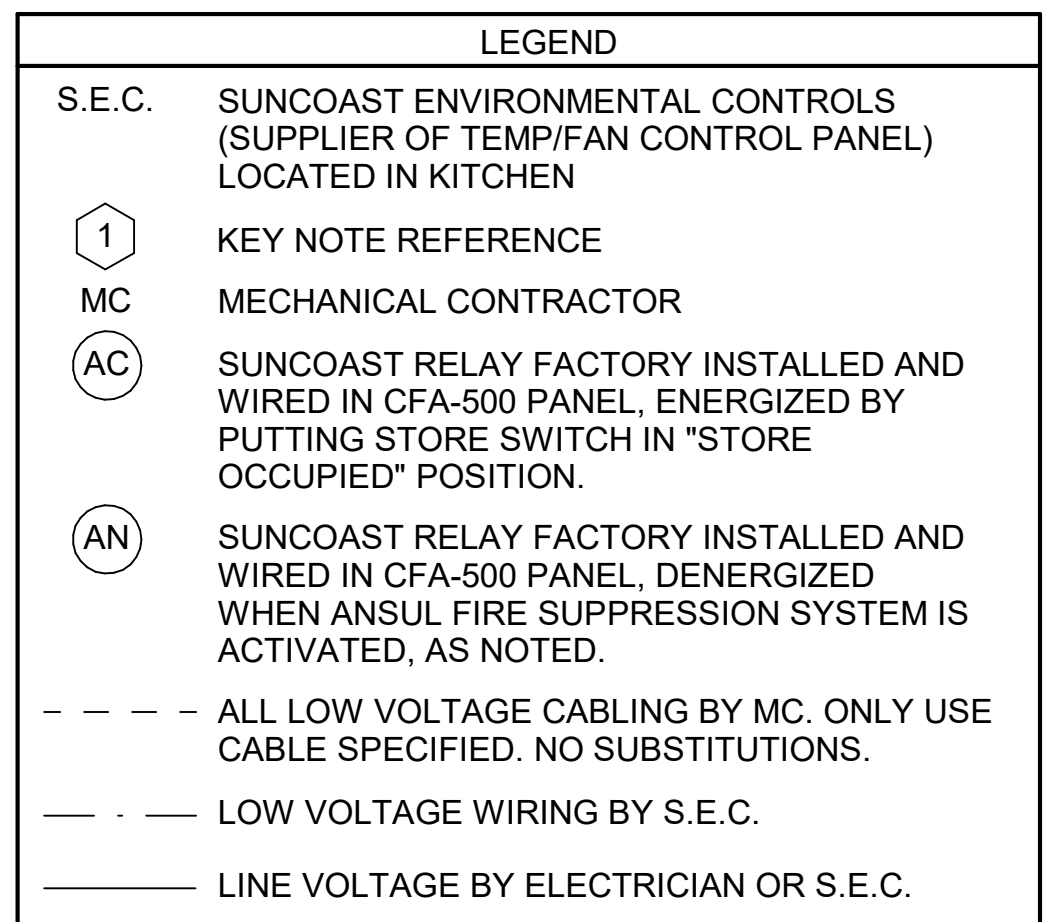 LEGEND
S.E.C. SUNCOAST ENVIRONMENTAL CONTROLS
(SUPPLIER OF TEMP/FAN CONTROL PANEL)
LOCATED IN KITCHEN
1 KEY NOTE REFERENCE
MC MECHANICAL CONTRACTOR
AC SUNCOAST RELAY FACTORY INSTALLED AND
WIRED IN CFA-500 PANEL, ENERGIZED BY
PUTTING STORE SWITCH IN "STORE
OCCUPIED" POSITION.
AN SUNCOAST RELAY FACTORY INSTALLED AND
WIRED IN CFA-500 PANEL, DENERGIZED
WHEN ANSUL FIRE SUPPRESSION SYSTEM IS
ACTIVATED, AS NOTED.
ALL LOW VOLTAGE CABLING BY MC. ONLY USE
CABLE SPECIFIED. NO SUBSTITUTIONS.
LOW VOLTAGE WIRING BY S.E.C.
LINE VOLTAGE BY ELECTRICIAN OR S.E.C.